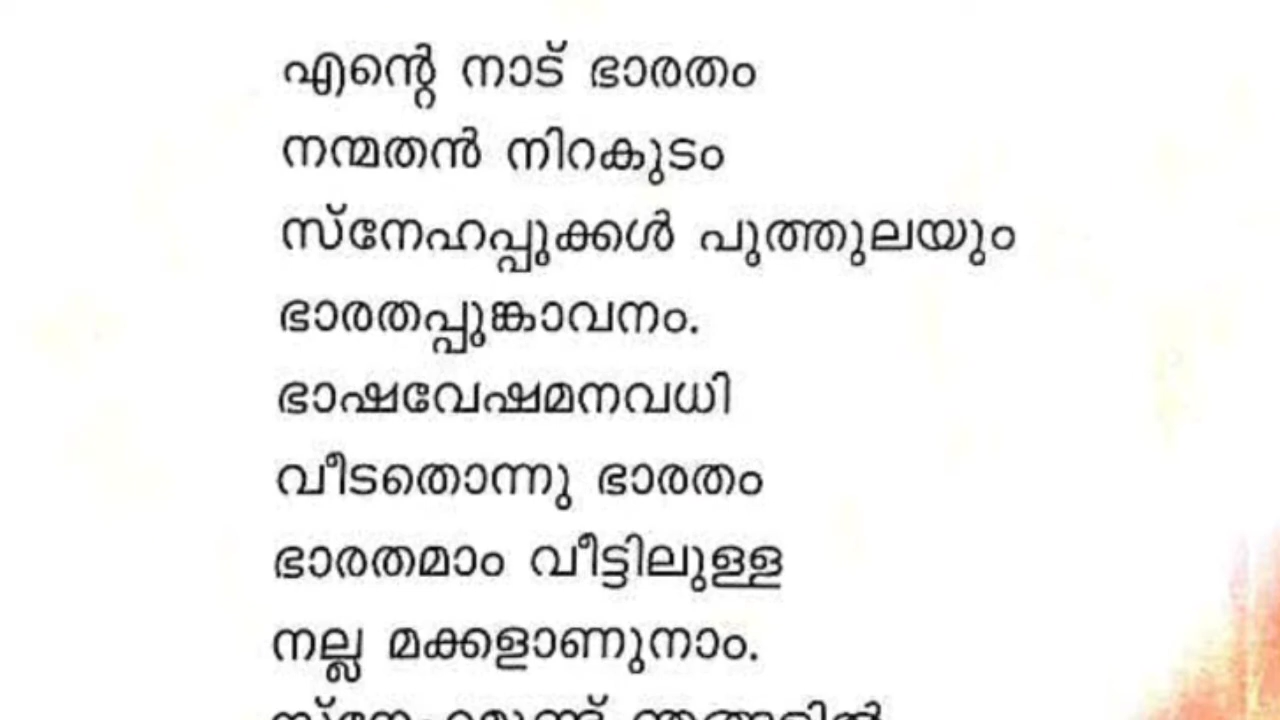 എന്റെ നാട് ഭാരതം
നന്മതൻ നിറകുടം
സ്നേഹപ്പുക്കൾ പുത്തുലയും
ഭാരതപ്പുങ്കാവനം.
ഭാഷവേഷമനവധി
വീടതൊന്നു ഭാരതം
ഭാരതമാം വീട്ടിലുള്ള
നല്ല മക്കളാണുനാം.